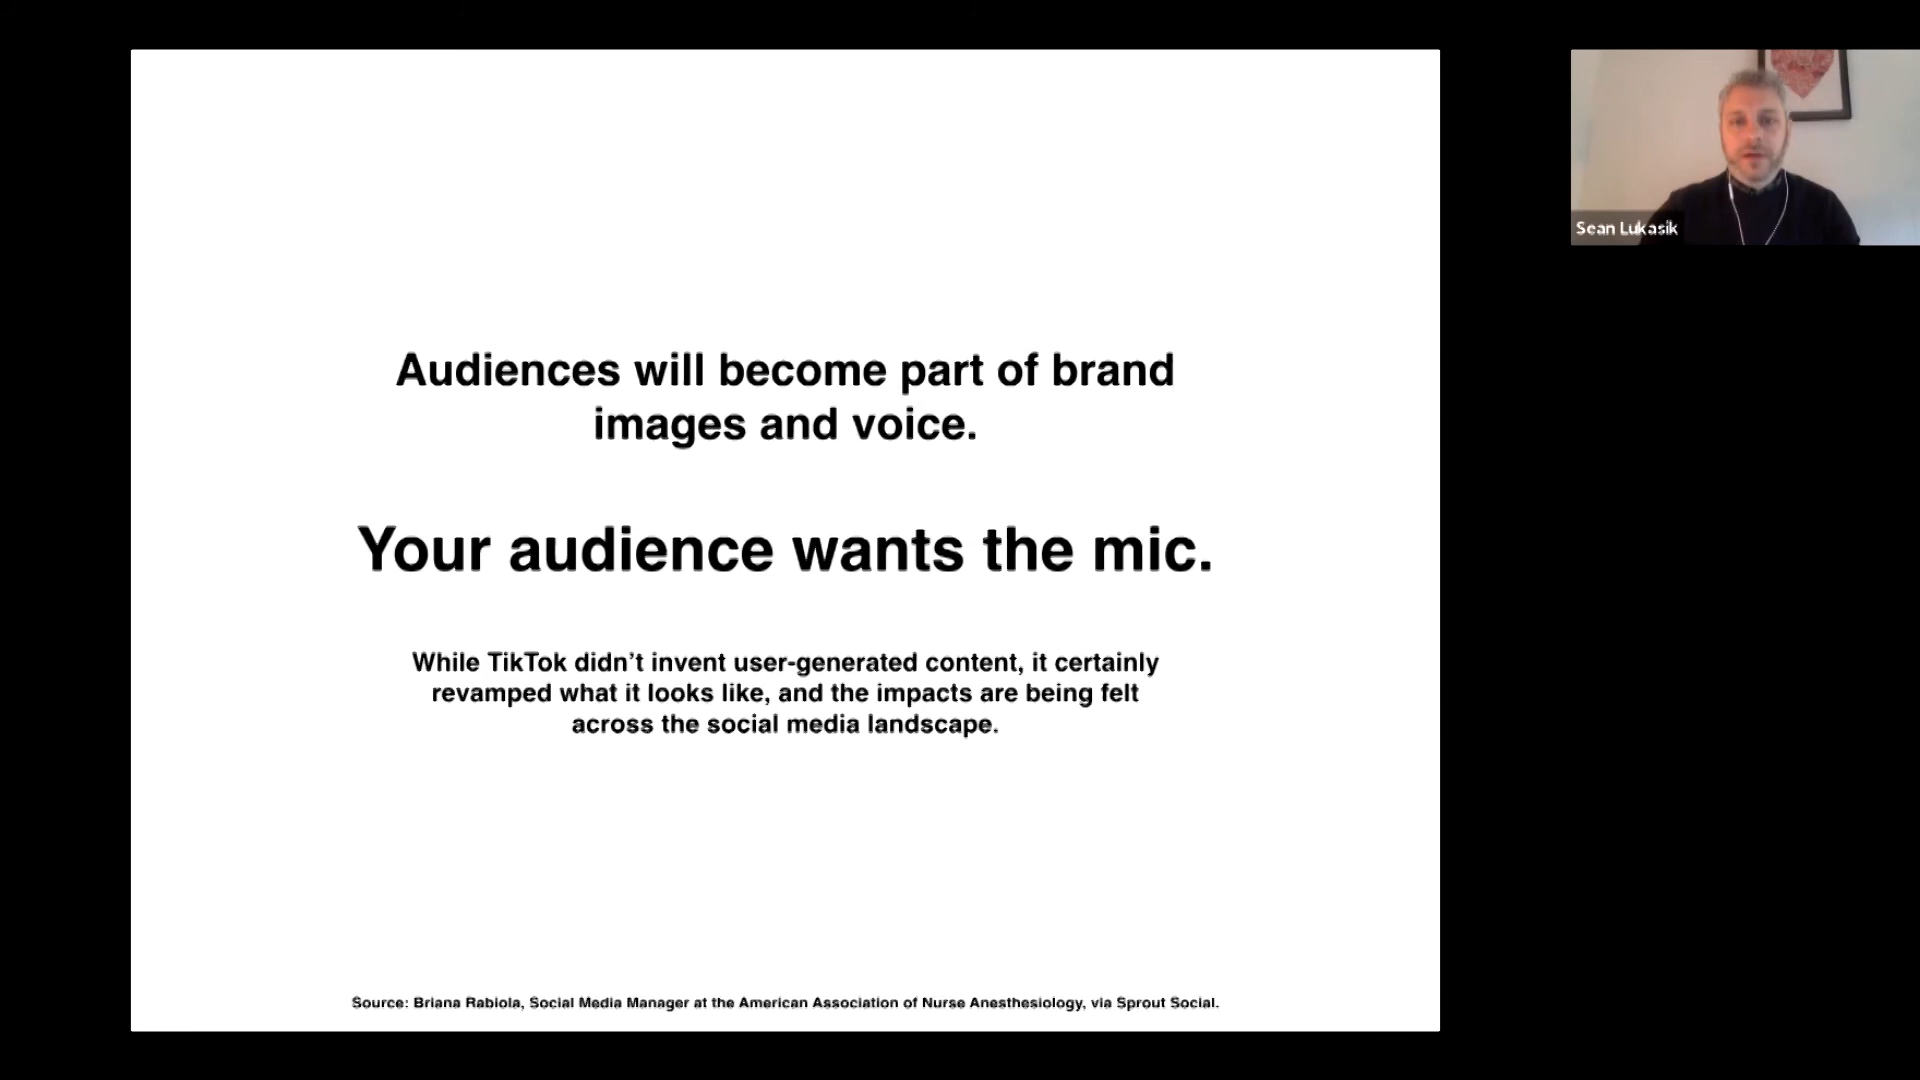 Audiences will become part of brand
images and voice.
Your audience wants the mic.
While TikTok didn’t invent user-generated content, it certainly
revamped what it looks like, and the impacts are being felt
across the social media landscape.
Source: Briana Rabiola, Social Media Manager at the American Association of Nurse Anesthesiology, via Sprout Social.
Sean Lukasik